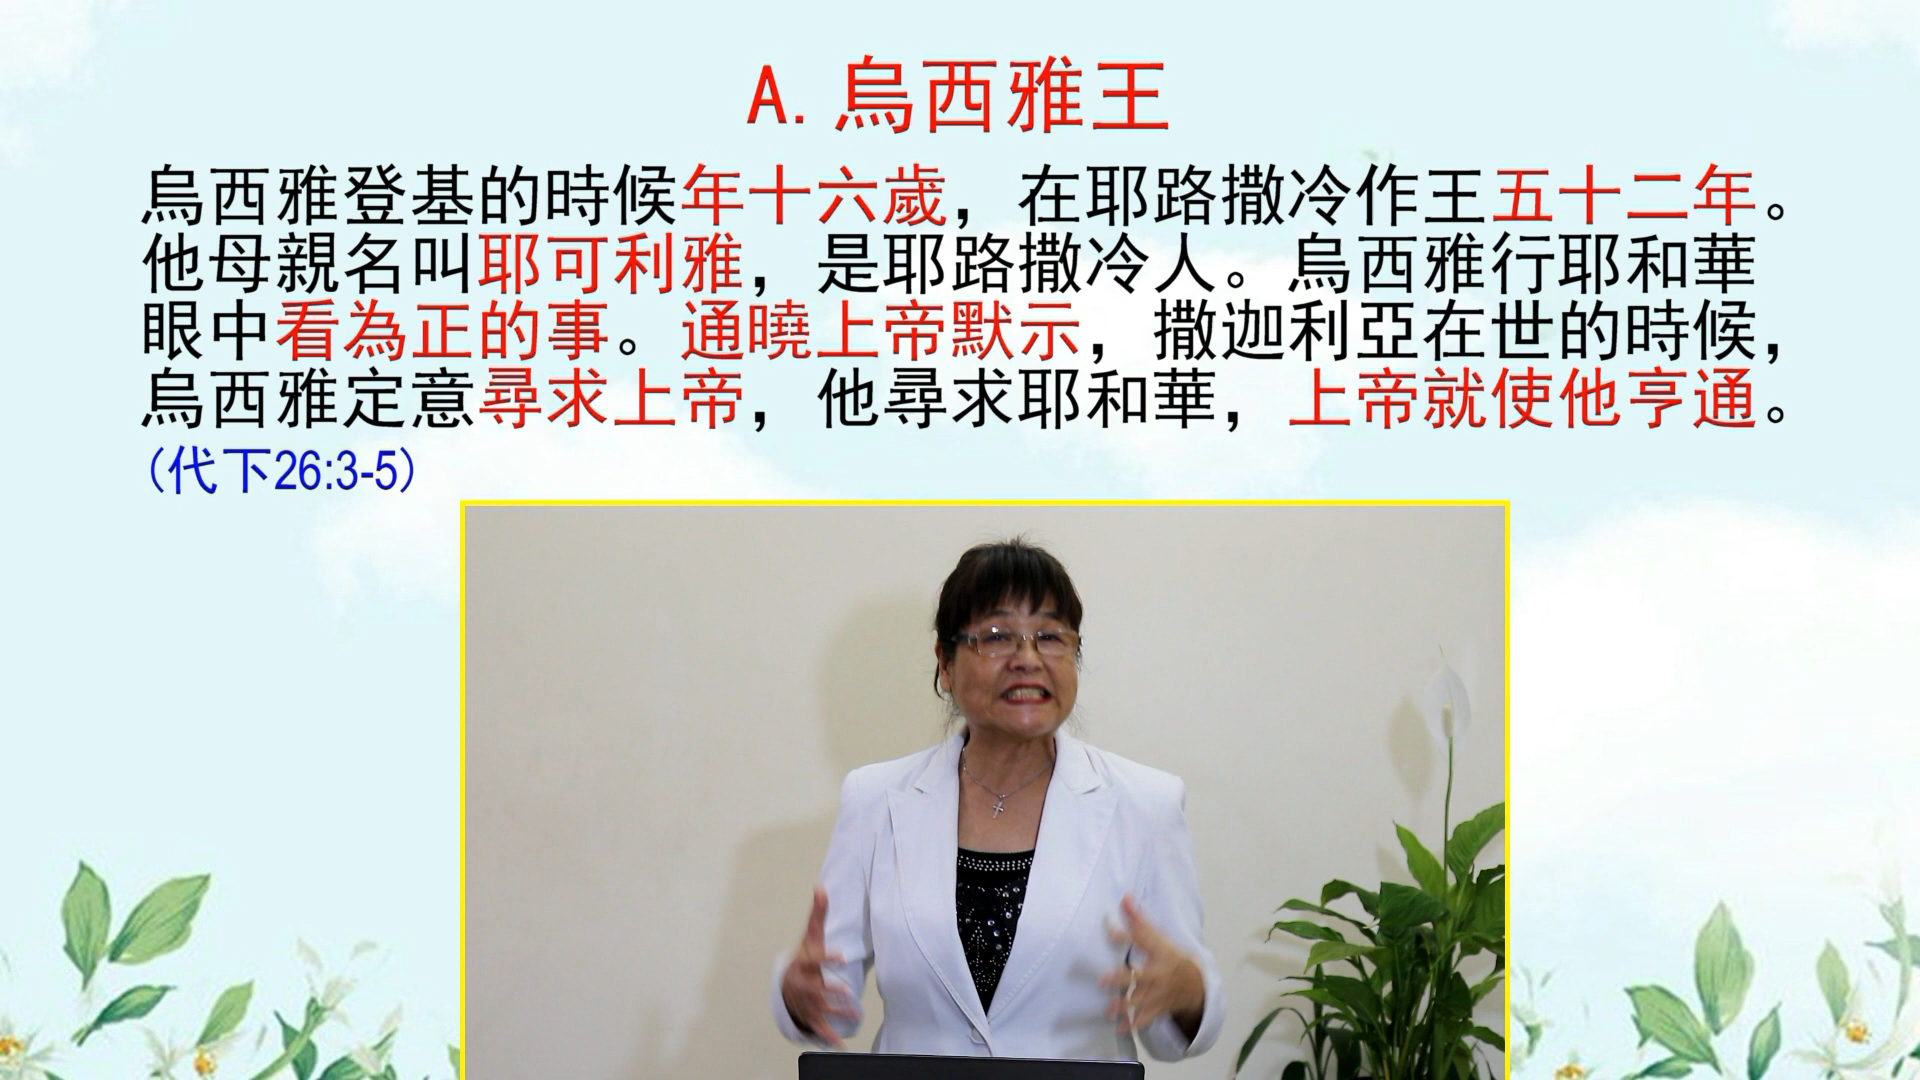 A.烏西雅王
烏西雅登基的時候年十六歲，在耶路撒冷作王五十二年。
他母親名叫耶可利雅，是耶路撒冷人。烏西雅行耶和華
眼中看為正的事。通曉上帝默示，撒迦利亞在世的時候，
烏西雅定意尋求上帝，他尋求耶和華，上帝就使他亨通。
(代下26:3-5)